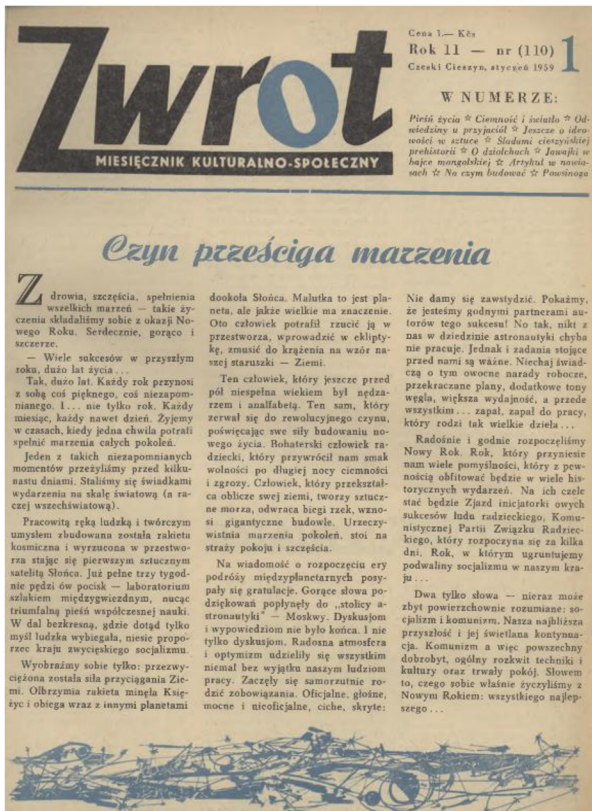 Zwrot
MIESIĘCZNIK KULTURALNO-SPOŁECZNY
Cena 3.— Kčs
Rok 11 — nr (110)
Czeski Cieszyn, styczeń 1959
1
W NUMERZE:
Pieśń życia ☆ Ciemność i światło ☆ Od-
wiedziny u przyjaciół ☆ Jeszcze o ideo-
wości w sztuce ☆ Śladami cieszyńskiej
prehistorii ☆ O dziołchach ☆ Jawajki w
bajce mongolskiej ☆ Artykuł w nawia-
sach ☆ Na czym budować ☆ Powsinoga
Czyn prześciga marzenia
Zdrowia, szczęścia, spełnienia
wszelkich marzeń — takie ży-
czenia składaliśmy sobie z okazji No-
wego Roku. Serdecznie, gorąco i
szczerze.
— Wiele sukcesów w przyszłym
roku, dużo lat życia ...
Tak, dużo lat. Każdy rok przynosi
z sobą coś pięknego, coś niezapom-
nianego. I ... nie tylko rok. Każdy
miesiąc, każdy nawet dzień. Żyjemy
w czasach, kiedy jedna chwila potrafi
spełnić marzenia całych pokoleń.
Jeden z takich niezapomnianych
momentów przeżyliśmy przed kilku-
nastu dniami. Staliśmy się świadkami
wydarzenia na skalę światową (a ra-
czej wszechświatową).
Pracowitą ręką ludzką i twórczym
umysłem zbudowana została rakieta
kosmiczna i wyrzucona w przestwo-
rza stając się pierwszym sztucznym
satelitą Słońca. Już pełne trzy tygod-
nie pędzi ów pocisk — laboratorium
szlakiem międzygwiezdnym, nucąc
triumfalną pieśń współczesnej nauki.
W dal bezkresną, gdzie dotąd tylko
myśl ludzka wybiegała, niesie propo-
rzec kraju zwycięskiego socjalizmu.
Wyobraźmy sobie tylko: przezwy-
ciężona została siła przyciągania Zie-
mi. Olbrzymia rakieta minęła Księ-
życ i obiega wraz z innymi planetami
dookoła Słońca. Malutka to jest pla-
neta, ale jakże wielkie ma znaczenie.
Oto człowiek potrafił rzucić ją w
przestworza, wprowadzić w eklipty-
kę, zmusić do krążenia na wzór na-
szej staruszki — Ziemi.
Ten człowiek, który jeszcze przed
pół niespełna wiekiem był nędza-
rzem i analfabetą. Ten sam, który
zerwał się do rewolucyjnego czynu,
poświęcając swe siły budowaniu no-
wego życia. Bohaterski człowiek ra-
dziecki, który przywrócił nam smak
wolności po długiej nocy ciemności
i zgrozy. Człowiek, który przekształ-
ca oblicze swej ziemi, tworzy sztucz-
ne morza, odwraca biegi rzek, wzno-
si gigantyczne budowle. Urzeczy-
wistnia marzenia pokoleń, stoi na
straży pokoju i szczęścia.
Na wiadomość o rozpoczęciu ery
podróży międzyplanetarnych posy-
pały się gratulacje. Gorące słowa po-
dziękowań popłynęły do „stolicy a-
stronautyki" — Moskwy. Dyskusjom
i wypowiedziom nie było końca. I nie
tylko dyskusjom. Radosna atmosfera
i optymizm udzieliły się wszystkim
niemal bez wyjątku naszym ludziom
pracy. Zaczęły się samorzutnie ro-
dzić zobowiązania. Oficjalne, głośne,
mocne i nieoficjalne, ciche, skryte:
Nie damy się zawstydzić. Pokażmy,
że jesteśmy godnymi partnerami au-
torów tego sukcesu! No tak, nikt z
nas w dziedzinie astronautyki chyba
nie pracuje. Jednak i zadania stojące
przed nami są ważne. Niechaj świad-
czą o tym owocne narady robocze,
przekraczane plany, dodatkowe tony
węgla, większa wydajność, a przede
wszystkim ... zapał, zapał do pracy,
który rodzi tak wielkie dzieła ...
Radośnie i godnie rozpoczęliśmy
Nowy Rok. Rok, który przyniesie
nam wiele pomyślności, który z pew-
nością obfitować będzie w wiele his-
torycznych wydarzeń. Na ich czele
stać będzie Zjazd inicjatorki owych
sukcesów ludu radzieckiego, Komu-
nistycznej Partii Związku Radziec-
kiego, który rozpoczyna się za kilka
dni. Rok, w którym ugruntujemy
podwaliny socjalizmu w naszym kra-
ju ...
Dwa tylko słowa — nieraz może
zbyt powierzchownie rozumiane: so-
cjalizm i komunizm. Nasza najbliższa
przyszłość i jej świetlana kontynua-
cja. Komunizm a więc powszechny
dobrobyt, ogólny rozkwit techniki i
kultury oraz trwały pokój. Słowem
to, czego sobie właśnie życzyliśmy z
Nowym Rokiem: wszystkiego najlep-
szego ...